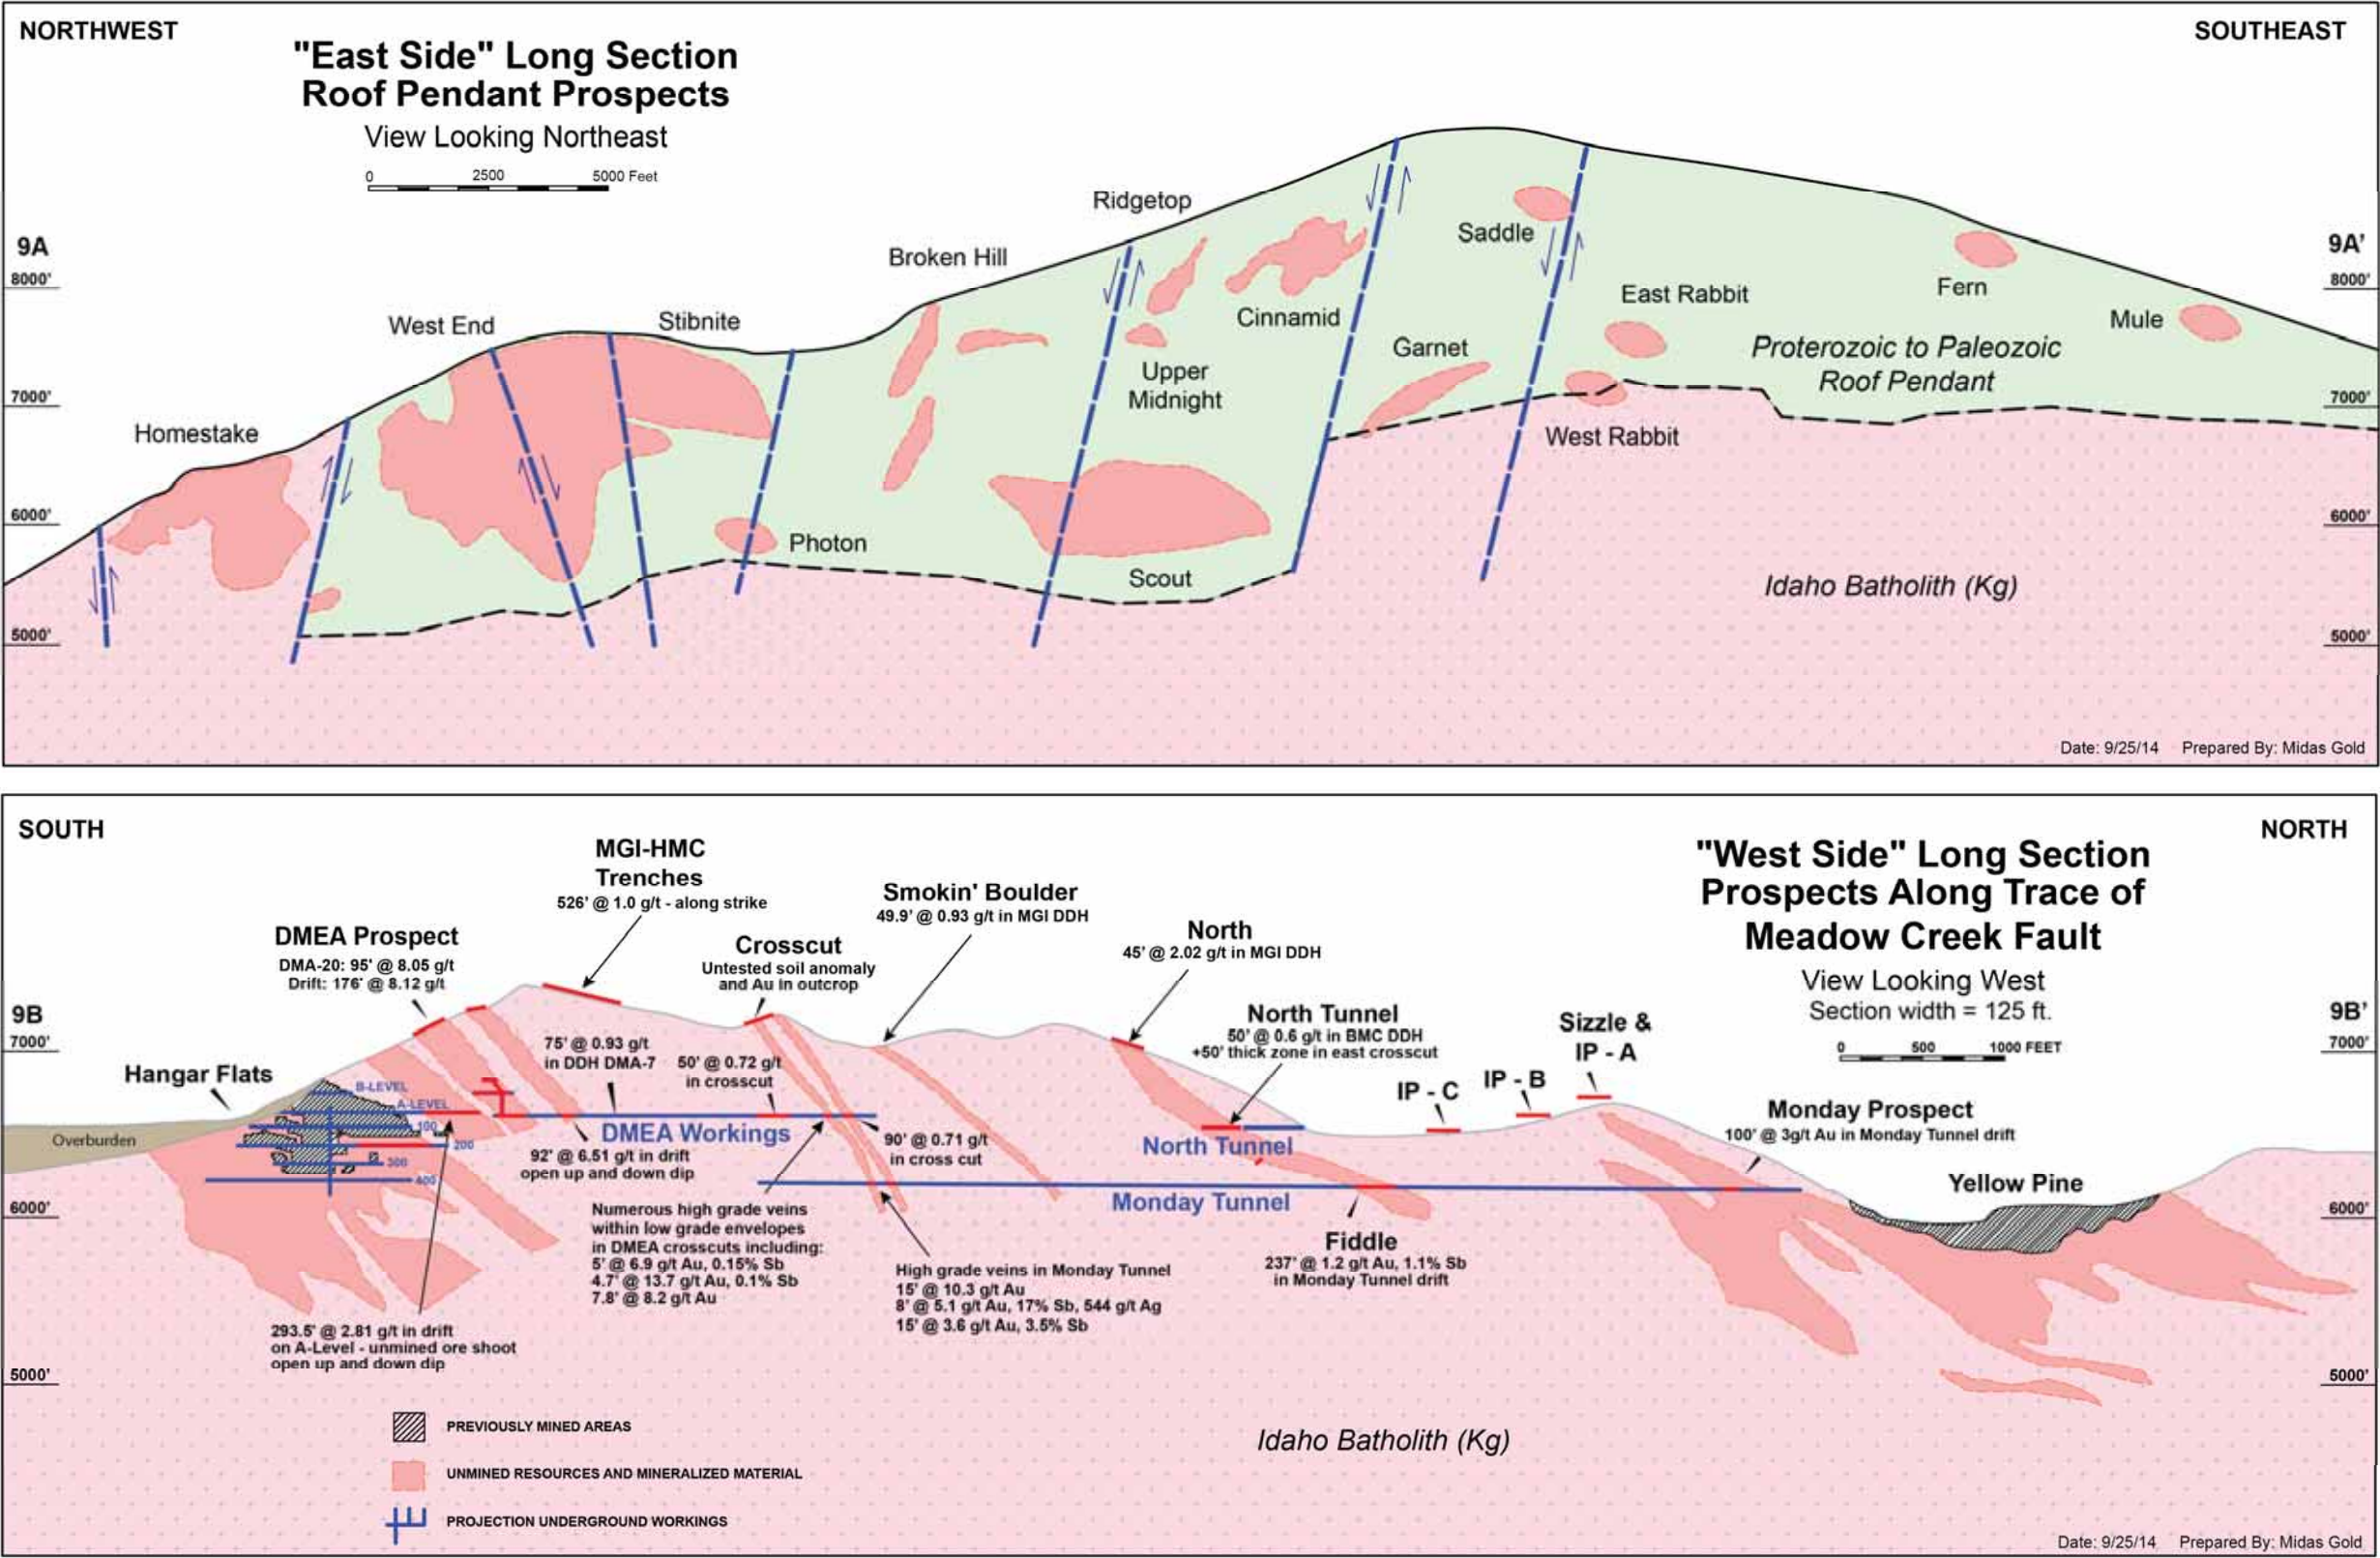 NORTHWEST
SOUTHEAST
"East Side" Long Section
Roof Pendant Prospects
View Looking Northeast
0 2500 5000 Feet
Ridgetop
Broken Hill
Saddle
9A
9A'
8000'
8000'
West End
Stibnite
Cinnamid
East Rabbit
Fern
Mule
Garnet
Proterozoic to Paleozoic
Roof Pendant
Upper
Midnight
7000'
7000'
Homestake
West Rabbit
6000'
6000'
Photon
Scout
Idaho Batholith (Kg)
5000'
5000'
Date: 9/25/14 Prepared By: Midas Gold
SOUTH
NORTH
"West Side" Long Section
Prospects Along Trace of
Meadow Creek Fault
View Looking West
Section width = 125 ft.
0 500 1000 FEET
MGI-HMC
Trenches
526' @ 1.0 g/t - along strike
Smokin' Boulder
49.9' @ 0.93 g/t in MGI DDH
DMEA Prospect
DMA-20: 95' @ 8.05 g/t
Drift: 176' @ 8.12 g/t
Crosscut
Untested soil anomaly
and Au in outcrop
North
45' @ 2.02 g/t in MGI DDH
North Tunnel
50' @ 0.6 g/t in BMC DDH
+50' thick zone in east crosscut
Sizzle &
IP - A
IP - B
IP - C
9B
9B'
7000'
7000'
Hangar Flats
75' @ 0.93 g/t
in DDH DMA-7
50' @ 0.72 g/t
in crosscut
Monday Prospect
100' @ 3g/t Au in Monday Tunnel drift
B-LEVEL
A-LEVEL
100
200
300
400
Overburden
DMEA Workings
92' @ 6.51 g/t in drift
open up and down dip
90' @ 0.71 g/t
in cross cut
North Tunnel
Monday Tunnel
Yellow Pine
6000'
6000'
Numerous high grade veins
within low grade envelopes
in DMEA crosscuts including:
5' @ 6.9 g/t Au, 0.15% Sb
4.7' @ 13.7 g/t Au, 0.1% Sb
7.8' @ 8.2 g/t Au
High grade veins in Monday Tunnel
15' @ 10.3 g/t Au
8' @ 5.1 g/t Au, 17% Sb, 544 g/t Ag
15' @ 3.6 g/t Au, 3.5% Sb
Fiddle
237' @ 1.2 g/t Au, 1.1% Sb
in Monday Tunnel drift
293.5' @ 2.81 g/t in drift
on A-Level - unmined ore shoot
open up and down dip
5000'
5000'
PREVIOUSLY MINED AREAS
UNMINED RESOURCES AND MINERALIZED MATERIAL
PROJECTION UNDERGROUND WORKINGS
Idaho Batholith (Kg)
Date: 9/25/14 Prepared By: Midas Gold